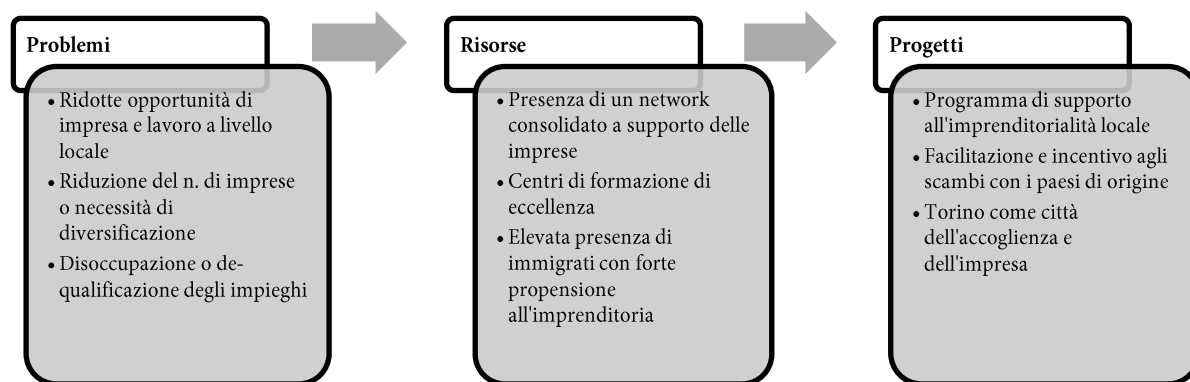 Problemi
• Ridotte opportunità di
impresa e lavoro a livello
locale
• Riduzione del n. di imprese
o necessità di
diversificazione
• Disoccupazione o de-
qualificazione degli impieghi
Risorse
• Presenza di un network
consolidato a supporto delle
imprese
• Centri di formazione di
eccellenza
• Elevata presenza di
immigrati con forte
propensione
all'imprenditoria
Progetti
• Programma di supporto
all'imprenditorialità locale
• Facilitazione e incentivo agli
scambi con i paesi di origine
• Torino come città
dell'accoglienza e
dell'impresa